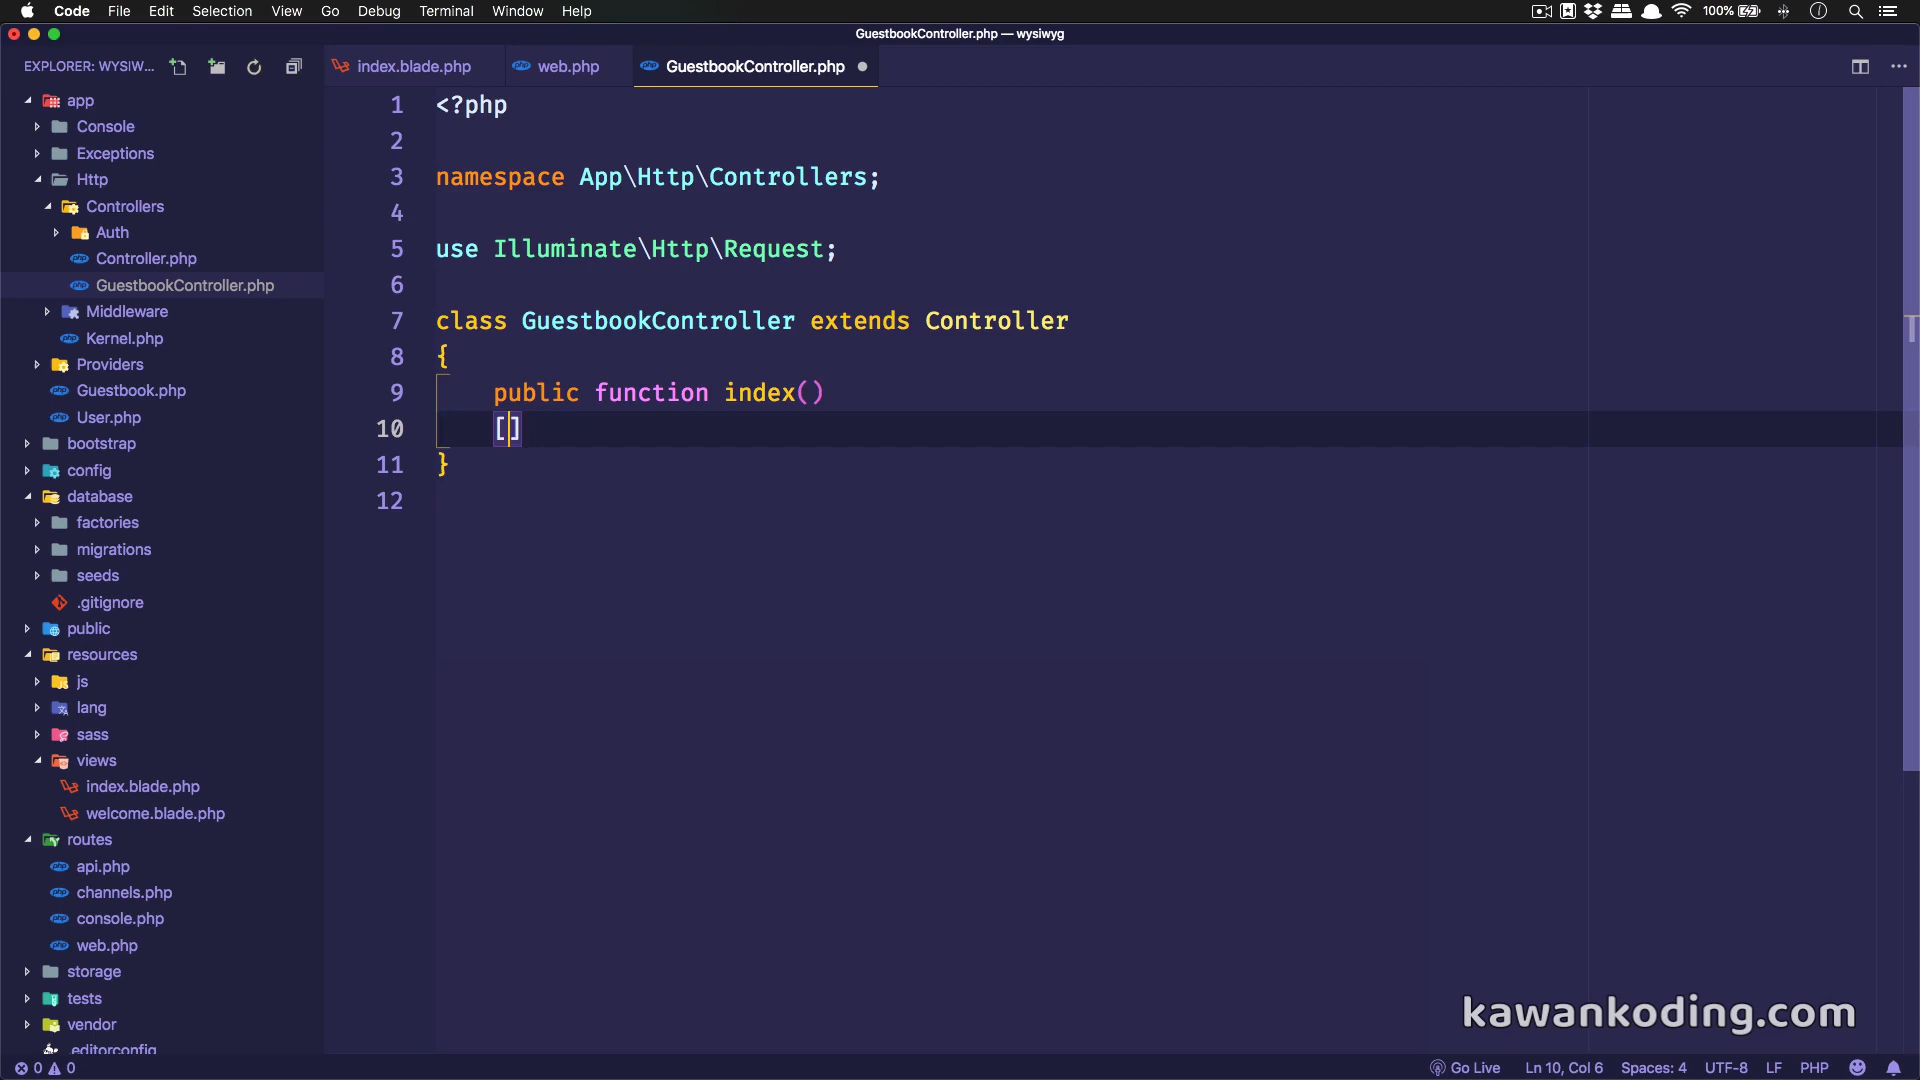 Code File Edit Selection View Go Debug Terminal Window Help 100%
GuestbookController.php — wysiwyg
EXPLORER: WYSIW...
index.blade.php web.php GuestbookController.php
app
Console
Exceptions
Http
Controllers
Auth
Controller.php
GuestbookController.php
Middleware
Kernel.php
Providers
Guestbook.php
User.php
bootstrap
config
database
factories
migrations
seeds
.gitignore
public
resources
js
lang
sass
views
index.blade.php
welcome.blade.php
routes
api.php
channels.php
console.php
web.php
storage
tests
vendor
.editorconfig
1 <?php
2
3 namespace App\Http\Controllers;
4
5 use Illuminate\Http\Request;
6
7 class GuestbookController extends Controller
8 {
9 public function index()
10 []
11 }
12
kawankoding.com
0 0 Go Live Ln 10, Col 6 Spaces: 4 UTF-8 LF PHP